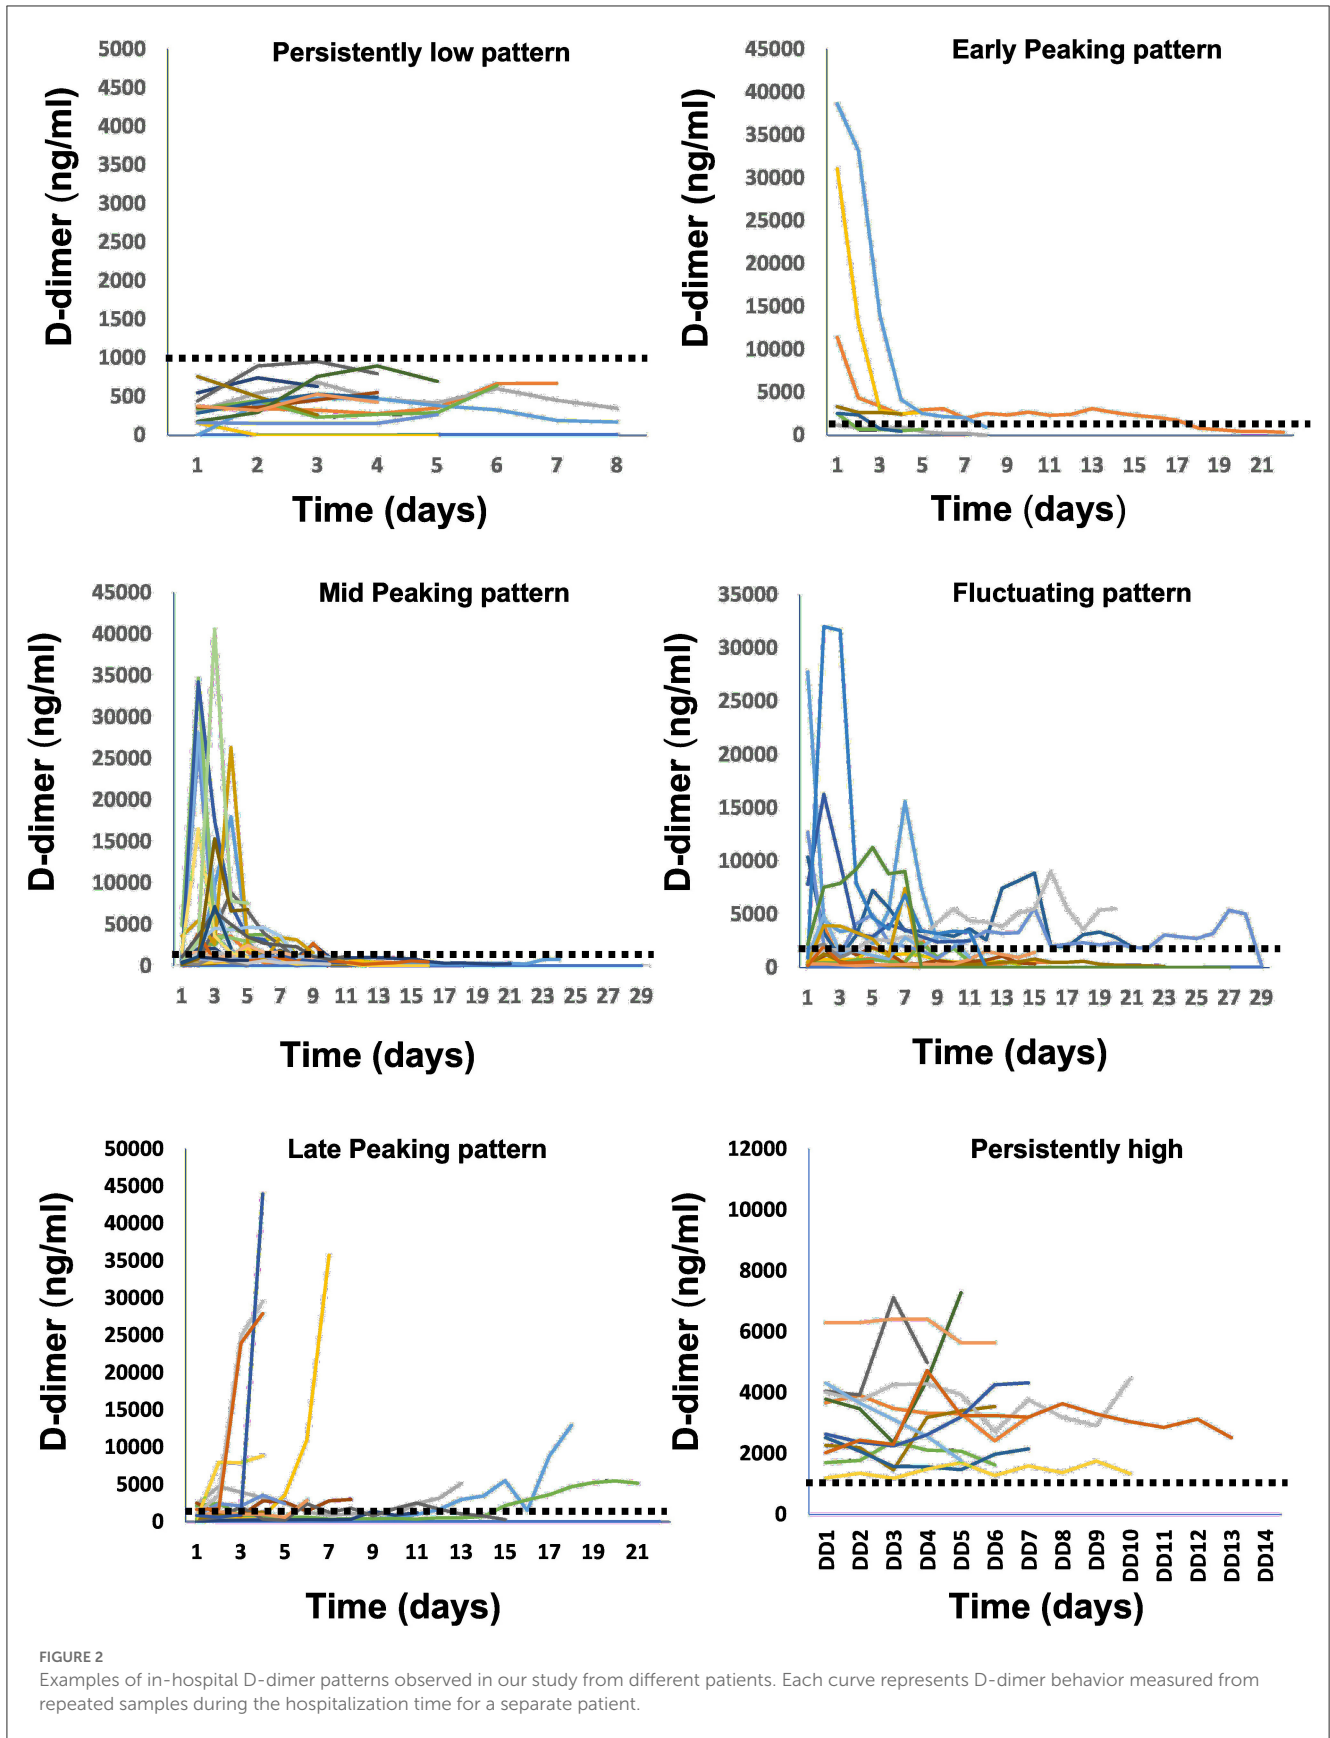 Persistently low pattern
D-dimer (ng/ml)
5000
4500
4000
3500
3000
2500
2000
1500
1000
500
0
1 2 3 4 5 6 7 8
Time (days)
Early Peaking pattern
D-dimer (ng/ml)
45000
40000
35000
30000
25000
20000
15000
10000
5000
0
1 3 5 7 9 11 13 15 17 19 21
Time (days)
Mid Peaking pattern
D-dimer (ng/ml)
45000
40000
35000
30000
25000
20000
15000
10000
5000
0
1 3 5 7 9 11 13 15 17 19 21 23 25 27 29
Time (days)
Fluctuating pattern
D-dimer (ng/ml)
35000
30000
25000
20000
15000
10000
5000
0
1 3 5 7 9 11 13 15 17 19 21 23 25 27 29
Time (days)
Late Peaking pattern
D-dimer (ng/ml)
50000
45000
40000
35000
30000
25000
20000
15000
10000
5000
0
1 3 5 7 9 11 13 15 17 19 21
Time (days)
Persistently high
D-dimer (ng/ml)
12000
10000
8000
6000
4000
2000
0
DD1 DD2 DD3 DD4 DD5 DD6 DD7 DD8 DD9 DD10 DD11 DD12 DD13 DD14
Time (days)
FIGURE 2
Examples of in-hospital D-dimer patterns observed in our study from different patients. Each curve represents D-dimer behavior measured from
repeated samples during the hospitalization time for a separate patient.